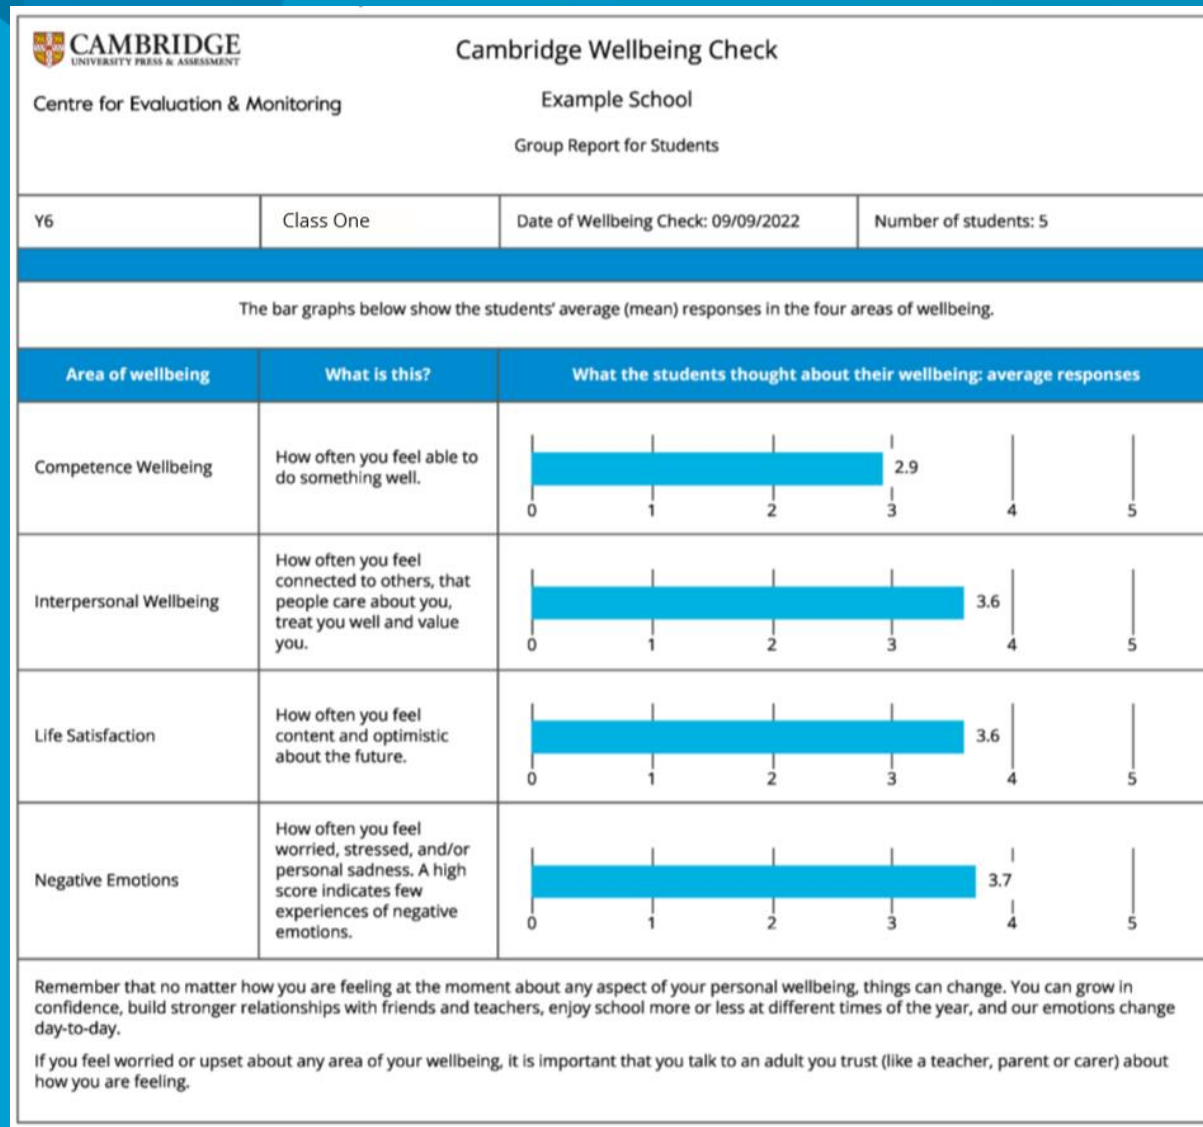 CAMBRIDGE
UNIVERSITY PRESS & ASSESSMENT
Cambridge Wellbeing Check
Centre for Evaluation & Monitoring
Example School
Group Report for Students
Y6
Class One
Date of Wellbeing Check: 09/09/2022
Number of students: 5
The bar graphs below show the students' average (mean) responses in the four areas of wellbeing.
Area of wellbeing
What is this?
What the students thought about their wellbeing: average responses
Competence Wellbeing
How often you feel able to
do something well.
2.9
0 1 2 3 4 5
Interpersonal Wellbeing
How often you feel
connected to others, that
people care about you,
treat you well and value
you.
3.6
0 1 2 3 4 5
Life Satisfaction
How often you feel
content and optimistic
about the future.
3.6
0 1 2 3 4 5
Negative Emotions
How often you feel
worried, stressed, and/or
personal sadness. A high
score indicates few
experiences of negative
emotions.
3.7
0 1 2 3 4 5
Remember that no matter how you are feeling at the moment about any aspect of your personal wellbeing, things can change. You can grow in
confidence, build stronger relationships with friends and teachers, enjoy school more or less at different times of the year, and our emotions change
day-to-day.
If you feel worried or upset about any area of your wellbeing, it is important that you talk to an adult you trust (like a teacher, parent or carer) about
how you are feeling.